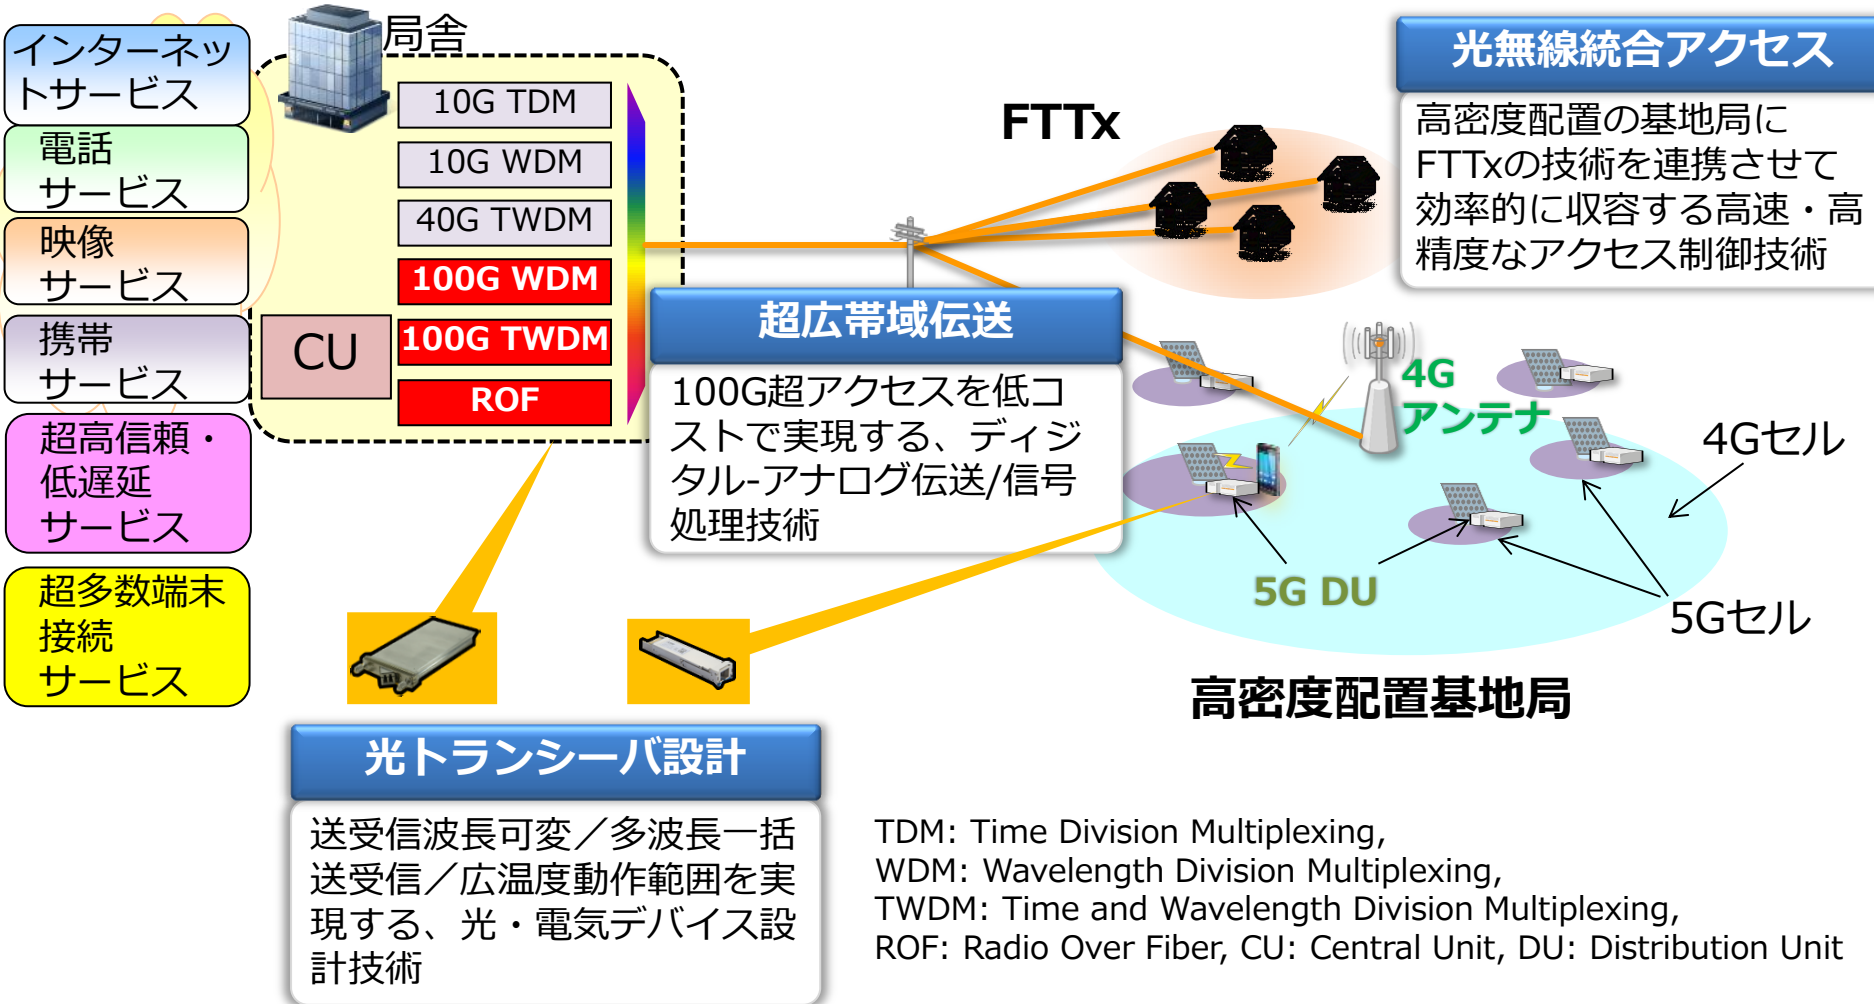 インターネッ
トサービス
電話
サービス
映像
サービス
携帯
サービス
超高信頼・
低遅延
サービス
超多数端末
接続
サービス
局舎
10G TDM
10G WDM
40G TWDM
100G WDM
100G TWDM
ROF
CU
FTTx
光無線統合アクセス
高密度配置の基地局に
FTTxの技術を連携させて
効率的に収容する高速・高
精度なアクセス制御技術
超広帯域伝送
100G超アクセスを低コ
ストで実現する、ディジ
タル-アナログ伝送/信号
処理技術
4G
アンテナ
4Gセル
5G DU
5Gセル
高密度配置基地局
光トランシーバ設計
送受信波長可変／多波長一括
送受信／広温度動作範囲を実
現する、光・電気デバイス設
計技術
TDM: Time Division Multiplexing,
WDM: Wavelength Division Multiplexing,
TWDM: Time and Wavelength Division Multiplexing,
ROF: Radio Over Fiber, CU: Central Unit, DU: Distribution Unit